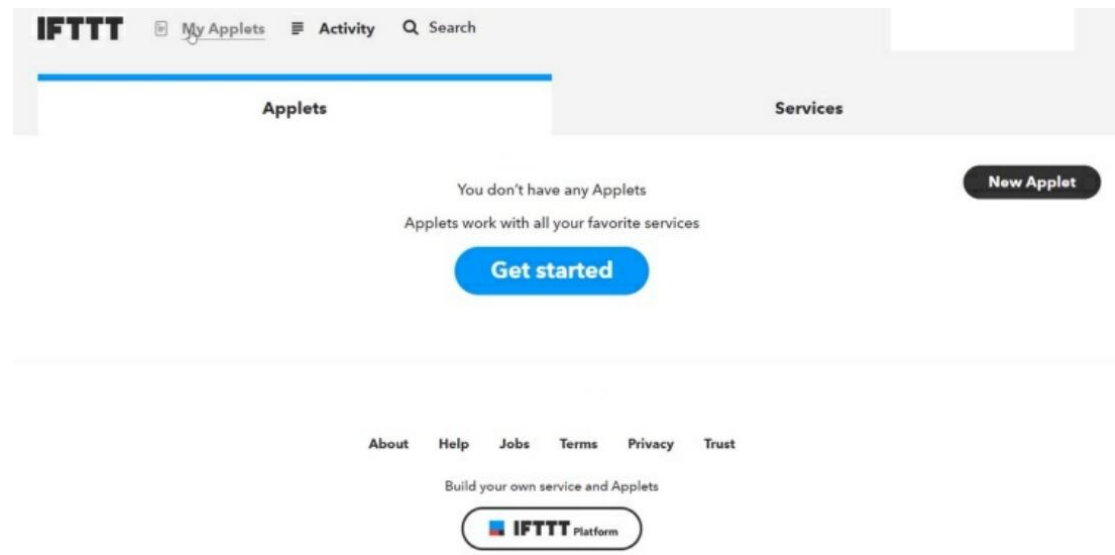 IFTTT My Applets Activity Search
Applets Services
You don't have any Applets
New Applet
Applets work with all your favorite services
Get started
About Help Jobs Terms Privacy Trust
Build your own service and Applets
IFTTT Platform